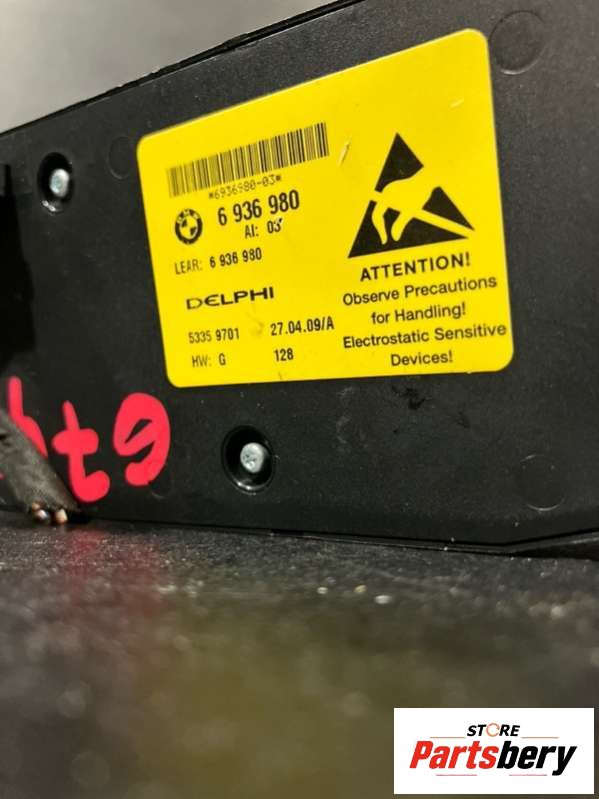 *6936980-03*
6 936 980
AI: 03
LEAR: 6 936 980
DELPHI
5335 9701 27.04.09/A
HW: G 128
ATTENTION!
Observe Precautions
for Handling!
Electrostatic Sensitive
Devices!
STORE
Partsbery